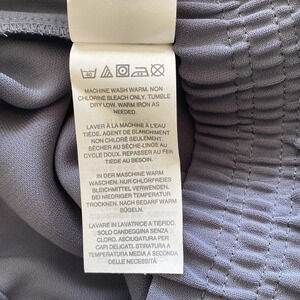 40
MACHINE WASH WARM. NON
CHLORINE BLEACH ONLY. TUMBLE
DRY LOW. WARM IRON AS
NEEDED.
LAVER À LA MACHINE À L'EAU
TIÈDE. AGENT DE BLANCHIMENT
NON CHLORÉ SEULEMENT.
SÉCHER AU SÈCHE-LINGE AU
CYCLE DOUX. REPASSER AU FER
TIÈDE AU BESOIN.
IN DER MASCHINE WARM
WASCHEN. NUR CHLORFREIES
BLEICHMITTEL VERWENDEN.
BEI NIEDRIGER TEMPERATUR
TROCKNEN. NACH BEDARF WARM
BÜGELN.
LAVARE IN LAVATRICE A TIEPIDO.
SOLO CANDEGGINA SENZA
CLORO. ASCIUGATURA PER
CAPI DELICATI. STIRATURA A
TEMPERATURA MEDIA A SECONDA
DELLE NECESSITÀ.